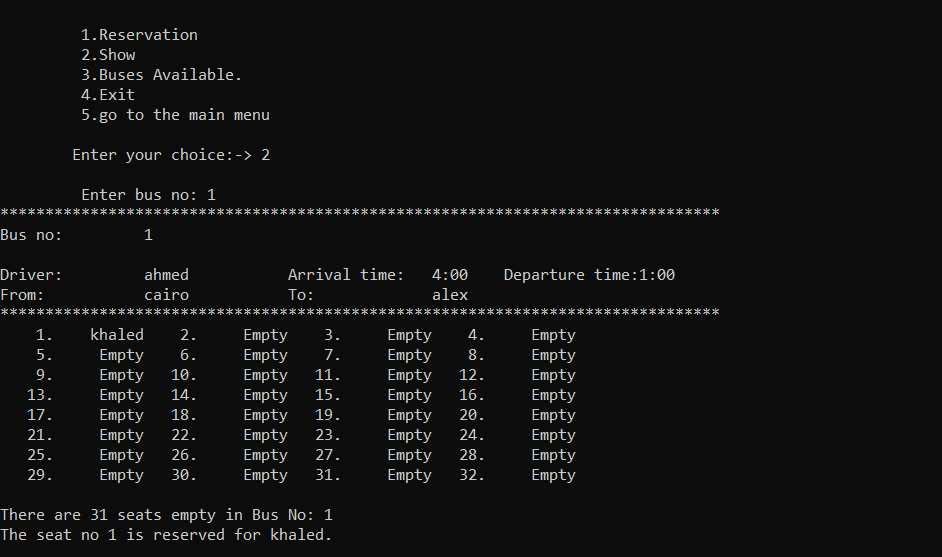 1.Reservation
2.Show
3.Buses Available.
4.Exit
5.go to the main menu
Enter your choice:-> 2
Enter bus no: 1
********************************************************************************
Bus no: 1
Driver: ahmed Arrival time: 4:00 Departure time:1:00
From: cairo To: alex
********************************************************************************
1. khaled 2. Empty 3. Empty 4. Empty
5. Empty 6. Empty 7. Empty 8. Empty
9. Empty 10. Empty 11. Empty 12. Empty
13. Empty 14. Empty 15. Empty 16. Empty
17. Empty 18. Empty 19. Empty 20. Empty
21. Empty 22. Empty 23. Empty 24. Empty
25. Empty 26. Empty 27. Empty 28. Empty
29. Empty 30. Empty 31. Empty 32. Empty
There are 31 seats empty in Bus No: 1
The seat no 1 is reserved for khaled.